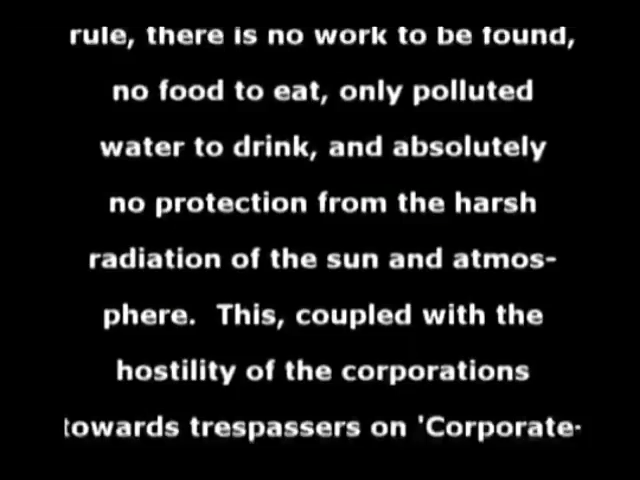 rule, there is no work to be found,
no food to eat, only polluted
water to drink, and absolutely
no protection from the harsh
radiation of the sun and atmos-
phere.  This, coupled with the
hostility of the corporations
towards trespassers on 'Corporate-